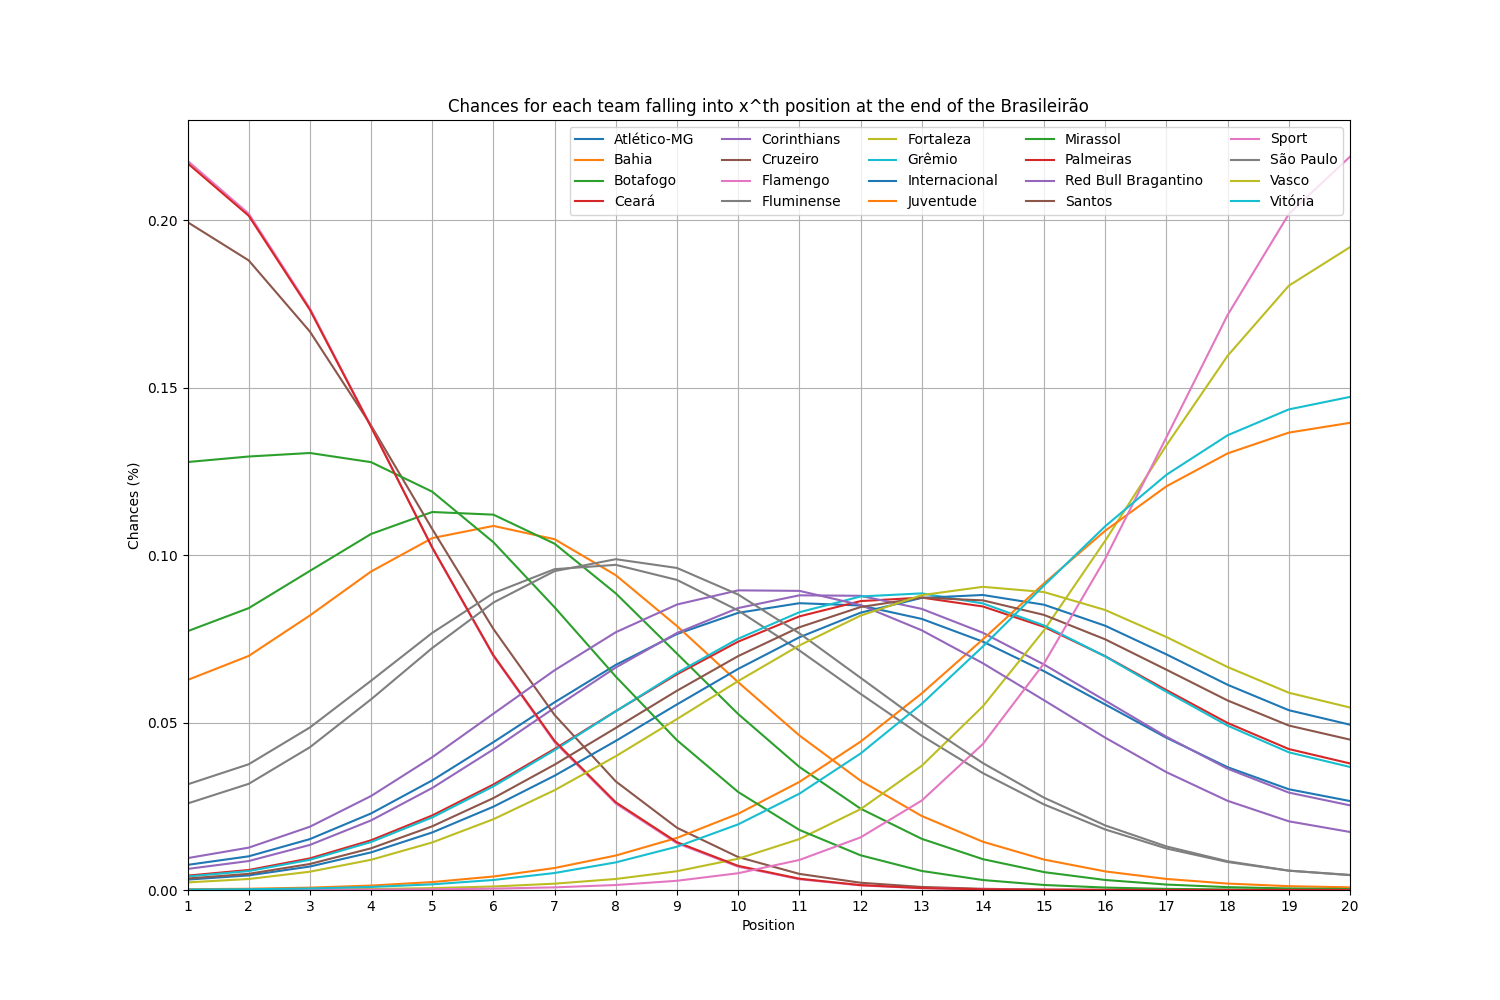 Chances for each team falling into x^th position at the end of the Brasileirão
Atlético-MG Corinthians Fortaleza Mirassol Sport
Bahia Cruzeiro Grêmio Palmeiras São Paulo
Botafogo Flamengo Internacional Red Bull Bragantino Vasco
Ceará Fluminense Juventude Santos Vitória
Chances (%)
0.20
0.15
0.10
0.05
0.00
1 2 3 4 5 6 7 8 9 10 11 12 13 14 15 16 17 18 19 20
Position